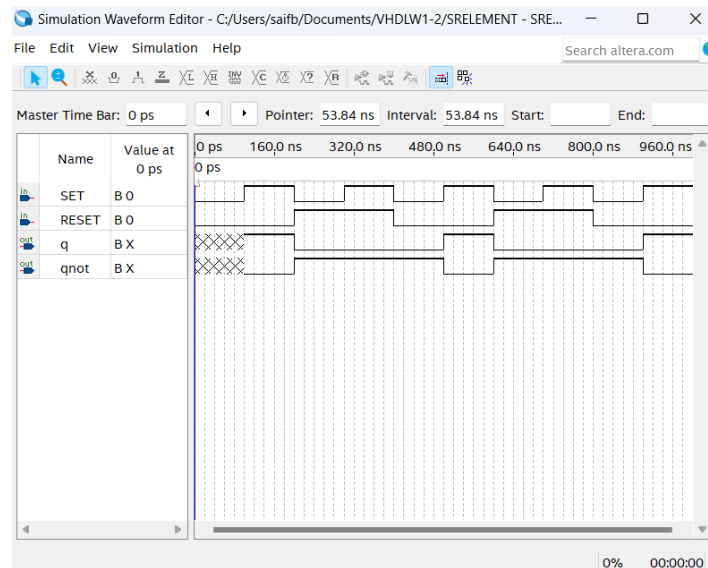 Simulation Waveform Editor - C:/Users/saifb/Documents/VHDLW1-2/SRELEMENT - SRE...
File Edit View Simulation Help
Search altera.com
Master Time Bar: 0 ps Pointer: 53.84 ns Interval: 53.84 ns Start: End:
Name Value at 0 ps
0 ps 160.0 ns 320.0 ns 480.0 ns 640.0 ns 800.0 ns 960.0 ns
0 ps
in SET B 0
in RESET B 0
out q B X
out qnot B X
0% 00:00:00